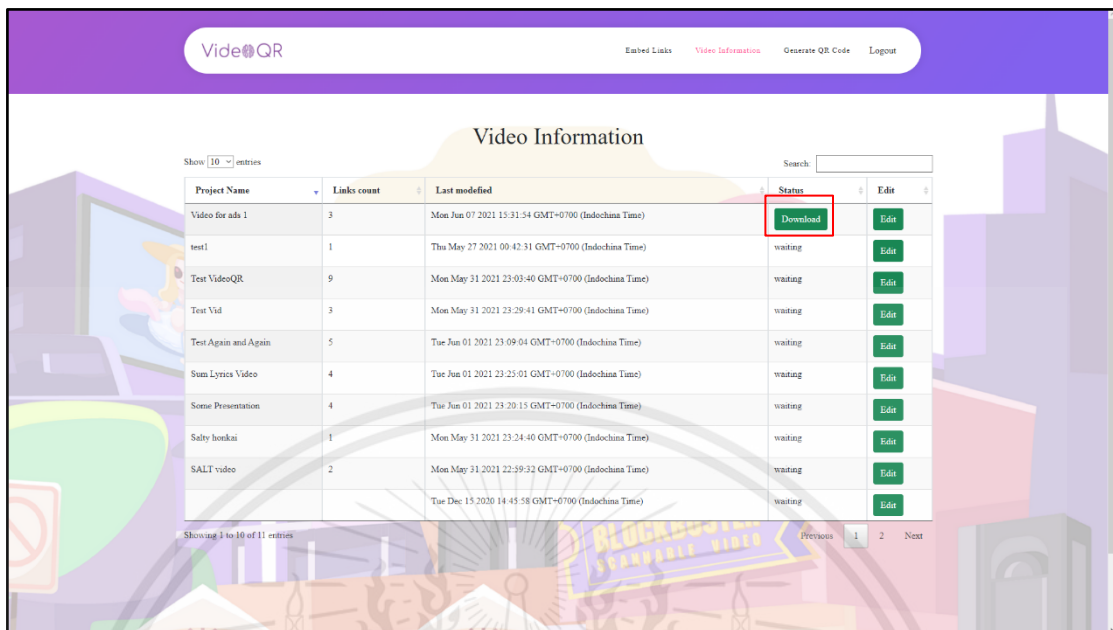 VideoQR
Embed Links Video Information Generate QR Code Logout
Video Information
Show 10 entries Search:
Project Name Links count Last modefied Status Edit
Video for ads 1 3 Mon Jun 07 2021 15:31:54 GMT+0700 (Indochina Time) Download Edit
test1 1 Thu May 27 2021 00:42:31 GMT+0700 (Indochina Time) waiting Edit
Test VideoQR 9 Mon May 31 2021 23:03:40 GMT+0700 (Indochina Time) waiting Edit
Test Vid 3 Mon May 31 2021 23:29:41 GMT+0700 (Indochina Time) waiting Edit
Test Again and Again 5 Tue Jun 01 2021 23:09:04 GMT+0700 (Indochina Time) waiting Edit
Sum Lyrics Video 4 Tue Jun 01 2021 23:25:01 GMT+0700 (Indochina Time) waiting Edit
Some Presentation 4 Tue Jun 01 2021 23:20:15 GMT+0700 (Indochina Time) waiting Edit
Salty honkai 1 Mon May 31 2021 23:24:40 GMT+0700 (Indochina Time) waiting Edit
SALT video 2 Mon May 31 2021 22:59:32 GMT+0700 (Indochina Time) waiting Edit
Tue Dec 15 2020 14:45:58 GMT+0700 (Indochina Time) waiting Edit
Showing 1 to 10 of 11 entries Previous 1 2 Next
BLOCKBUSTER
SCANNABLE VIDEO